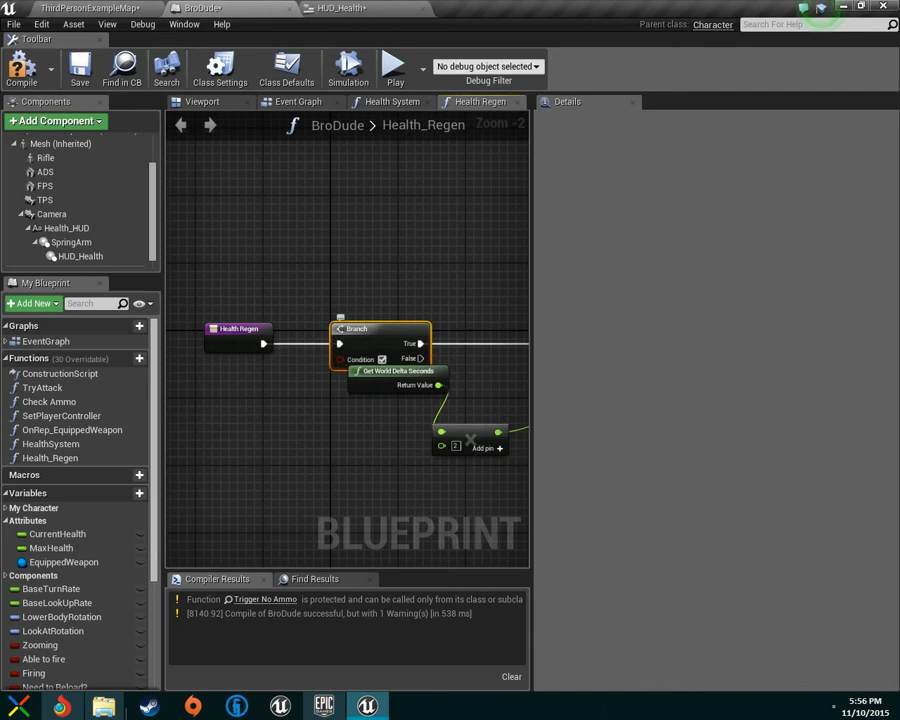 ThirdPersonExampleMap*
BroDude*
HUD_Health*
File Edit Asset View Debug Window Help
Parent class: Character
Search For Help
Toolbar
Compile
Save
Find in CB
Search
Class Settings
Class Defaults
Simulation
Play
No debug object selected
Debug Filter
Components
Viewport
Event Graph
Health System
Health Regen
Details
+Add Component
BroDude > Health_Regen
Zoom -2
Mesh (Inherited)
Rifle
ADS
FPS
TPS
Camera
Health_HUD
SpringArm
HUD_Health
My Blueprint
+Add New
Search
Graphs
EventGraph
Functions (30 Overridable)
ConstructionScript
TryAttack
Check Ammo
SetPlayerController
OnRep_EquippedWeapon
HealthSystem
Health_Regen
Macros
Variables
My Character
Attributes
CurrentHealth
MaxHealth
EquippedWeapon
Components
BaseTurnRate
BaseLookUpRate
LowerBodyRotation
LookAtRotation
Zooming
Able to fire
Firing
Need to Reload?
Health Regen
Branch
True
Condition
False
Get World Delta Seconds
Return Value
2
Add pin +
BLUEPRINT
Compiler Results
Find Results
Function Trigger No Ammo is protected and can be called only from its class or subcla
[8140.92] Compile of BroDude successful, but with 1 Warning(s) [in 538 ms]
Clear
EPIC
GAMES
5:56 PM
11/10/2015